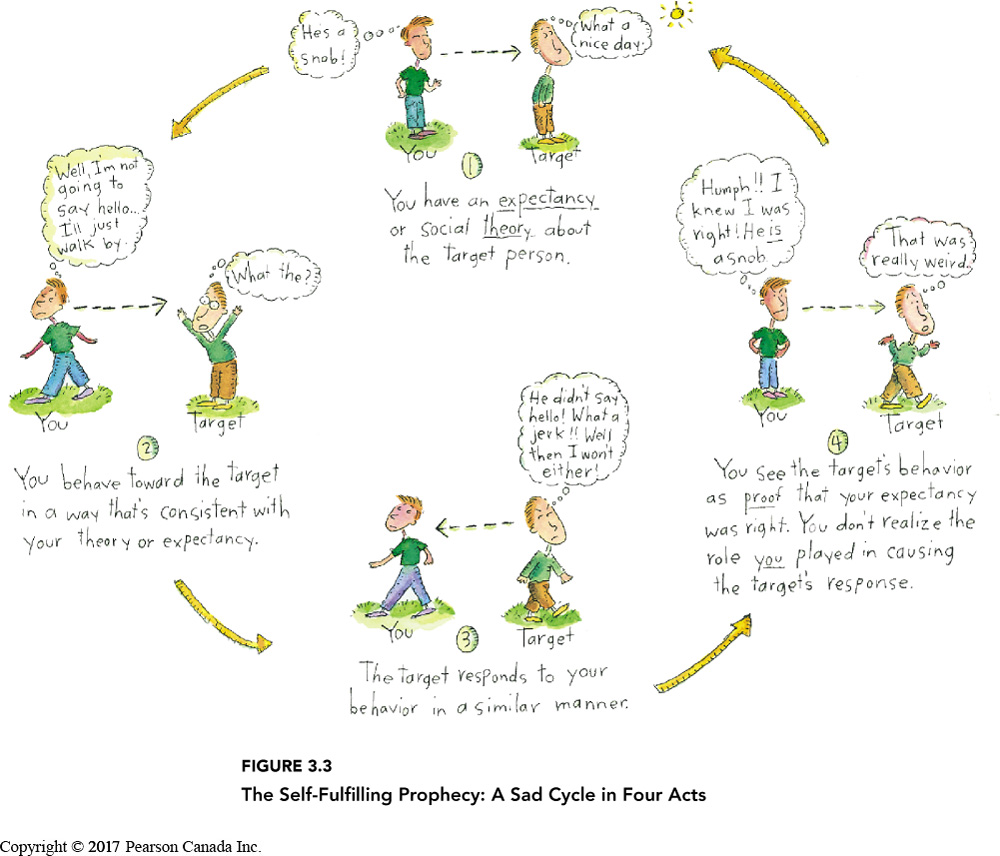 Hes a
snob!
What a
nice day.
You
Target
1
You have an expectancy
or social theory about
the target person.
Well, I'm not
going to
say hello...
I'll just
walk by.
What the?
You
Target
2
You behave toward the target
in a way that's consistent with
your theory or expectancy.
He didn't say
hello! What a
jerk!! Well
then I won't
either!
You
Target
3
The target responds to your
behavior in a similar manner.
Humph!! I
knew I was
right! He is
a snob.
That was
really weird.
You
Target
4
You see the target's behavior
as proof that your expectancy
was right. You don't realize the
role you played in causing
the target's response.
FIGURE 3.3
The Self-Fulfilling Prophecy: A Sad Cycle in Four Acts
Copyright © 2017 Pearson Canada Inc.